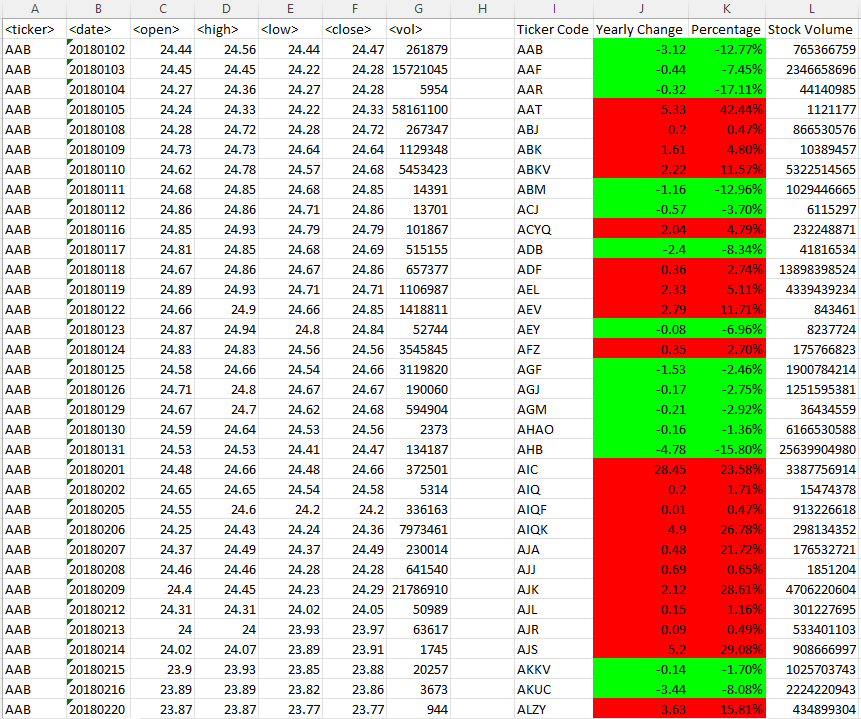 A B C D E F G H I J K L
<ticker> <date> <open> <high> <low> <close> <vol> Ticker Code Yearly Change Percentage Stock Volume
AAB 20180102 24.44 24.56 24.44 24.47 261879 AAB -3.12 -12.77% 765366759
AAB 20180103 24.45 24.45 24.22 24.28 15721045 AAF -0.44 -7.45% 2346658696
AAB 20180104 24.27 24.36 24.27 24.28 5954 AAR -0.32 -17.11% 44140985
AAB 20180105 24.24 24.33 24.22 24.33 58161100 AAT 5.33 42.44% 1121177
AAB 20180108 24.28 24.72 24.28 24.72 267347 ABJ 0.2 0.47% 866530576
AAB 20180109 24.73 24.73 24.64 24.64 1129348 ABK 1.61 4.80% 10389457
AAB 20180110 24.62 24.78 24.57 24.68 5453423 ABKV 2.22 11.57% 5322514565
AAB 20180111 24.68 24.85 24.68 24.85 14391 ABM -1.16 -12.96% 1029446665
AAB 20180112 24.86 24.86 24.71 24.86 13701 ACJ -0.57 -3.70% 6115297
AAB 20180116 24.85 24.93 24.79 24.79 101867 ACYQ 2.04 4.79% 232248871
AAB 20180117 24.81 24.85 24.68 24.69 515155 ADB -2.4 -8.34% 41816534
AAB 20180118 24.67 24.86 24.67 24.86 657377 ADF 0.36 2.74% 13898398524
AAB 20180119 24.89 24.93 24.71 24.71 1106987 AEL 2.33 5.11% 4339439234
AAB 20180122 24.66 24.9 24.66 24.85 1418811 AEV 2.79 11.71% 843461
AAB 20180123 24.87 24.94 24.8 24.84 52744 AEY -0.08 -6.96% 8237724
AAB 20180124 24.83 24.83 24.56 24.56 3545845 AFZ 0.35 2.70% 175766823
AAB 20180125 24.58 24.66 24.54 24.66 3119820 AGF -1.53 -2.46% 1900784214
AAB 20180126 24.71 24.8 24.67 24.67 190060 AGJ -0.17 -2.75% 1251595381
AAB 20180129 24.67 24.7 24.62 24.68 594904 AGM -0.21 -2.92% 36434559
AAB 20180130 24.59 24.64 24.53 24.56 2373 AHAO -0.16 -1.36% 6166530588
AAB 20180131 24.53 24.53 24.41 24.47 134187 AHB -4.78 -15.80% 25639904980
AAB 20180201 24.48 24.66 24.48 24.66 372501 AIC 28.45 23.58% 3387756914
AAB 20180202 24.65 24.65 24.54 24.58 5314 AIQ 0.2 1.71% 15474378
AAB 20180205 24.55 24.6 24.2 24.2 336163 AIQF 0.01 0.47% 913226618
AAB 20180206 24.25 24.43 24.24 24.36 7973461 AIQK 4.9 26.78% 298134352
AAB 20180207 24.37 24.49 24.37 24.49 230014 AJA 0.48 21.72% 176532721
AAB 20180208 24.46 24.46 24.28 24.28 641540 AJJ 0.69 0.65% 1851204
AAB 20180209 24.4 24.45 24.23 24.29 21786910 AJK 2.12 28.61% 4706220604
AAB 20180212 24.31 24.31 24.02 24.05 50989 AJL 0.15 1.16% 301227695
AAB 20180213 24 24 23.93 23.97 63617 AJR 0.09 0.49% 533401103
AAB 20180214 24.02 24.07 23.89 23.91 1745 AJS 5.2 29.08% 908666997
AAB 20180215 23.9 23.93 23.85 23.88 20257 AKKV -0.14 -1.70% 1025703743
AAB 20180216 23.89 23.89 23.82 23.86 3673 AKUC -3.44 -8.08% 2224220943
AAB 20180220 23.87 23.87 23.77 23.77 944 ALZY 3.63 15.81% 434899304